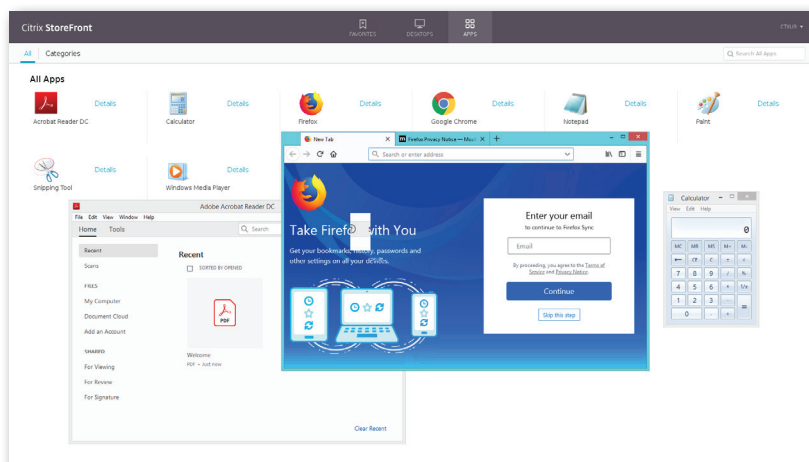 Citrix StoreFront
FAVORITES
DESKTOPS
APPS
CTXUR
All
Categories
Search All Apps
All Apps
Acrobat Reader DC
Details
Calculator
Details
Firefox
Details
Google Chrome
Details
Notepad
Details
Paint
Details
Snipping Tool
Details
Windows Media Player
Details
Adobe Acrobat Reader DC
File Edit View Window Help
Home
Tools
Search
Recent
Scans
FILES
My Computer
Document Cloud
Add an Account
SHARED
For Viewing
For Review
For Signature
Recent
SORTED BY OPENED
PDF
Welcome
PDF • Just now
Clear Recent
New Tab
Firefox Privacy Notice — Mozi
Search or enter address
Take Firef with You
Get your bookmarks, history, passwords and
other settings on all your devices.
Enter your email
to continue to Firefox Sync
Email
By proceeding, you agree to the Terms of
Service and Privacy Notice.
Continue
Skip this step
Calculator
View Edit Help
0
MC MR MS M+ M-
← CE C ± √
7 8 9 / %
4 5 6 * 1/x
1 2 3 - =
0 . +